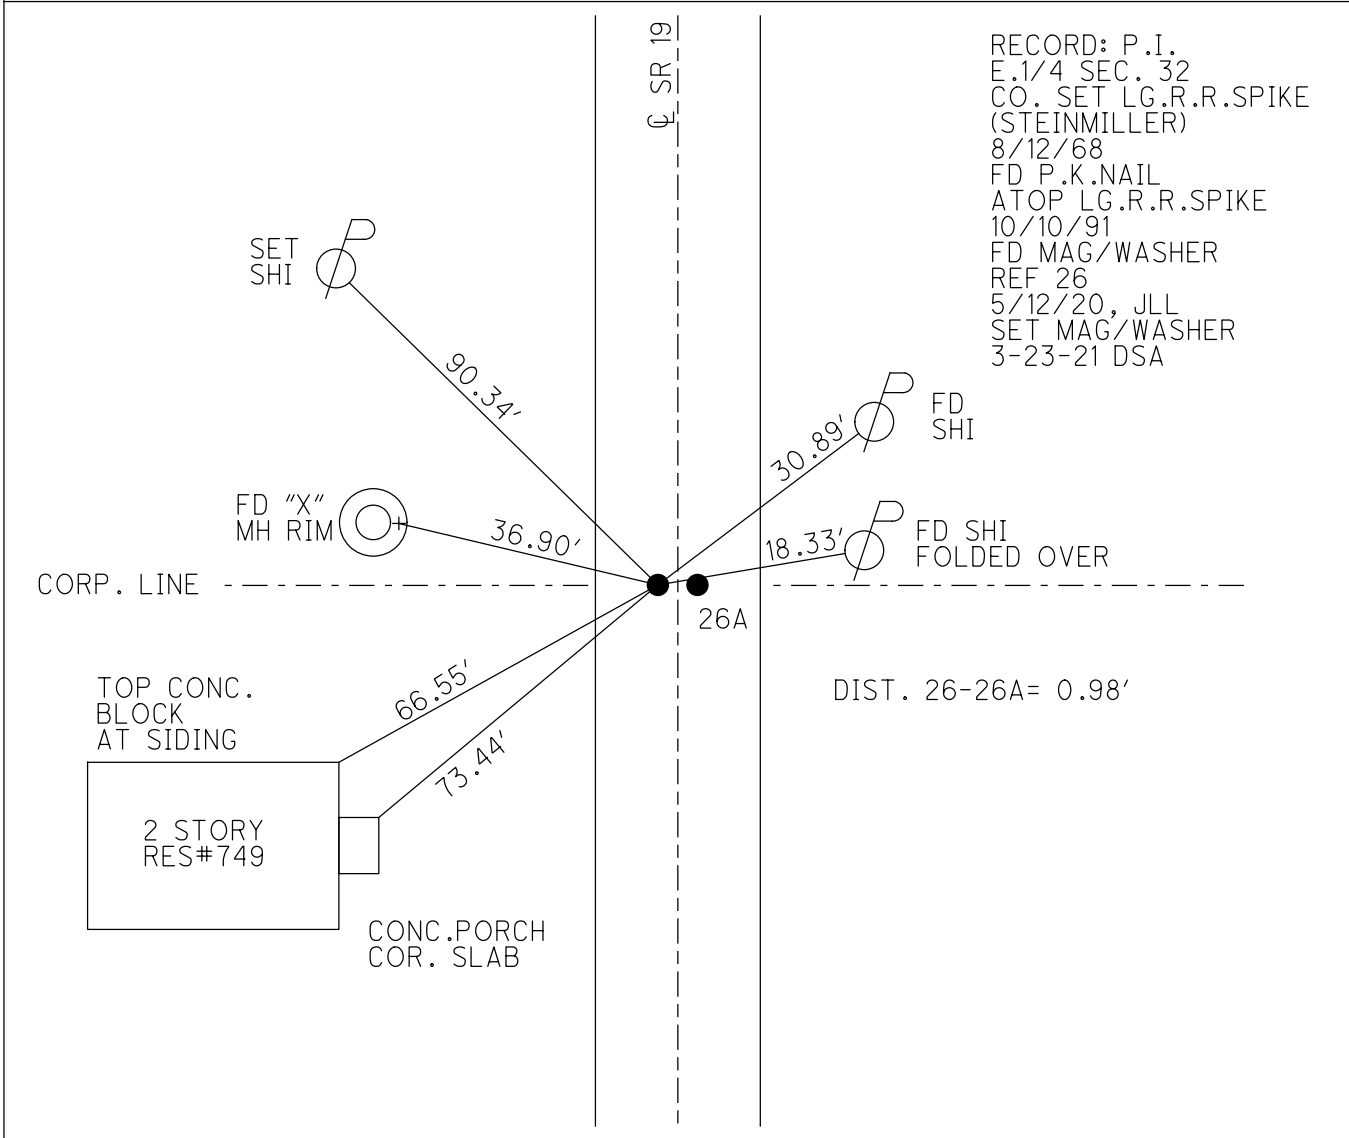 ℄ SR 19
RECORD: P.I.
E.1/4 SEC. 32
CO. SET LG.R.R.SPIKE
(STEINMILLER)
8/12/68
FD P.K.NAIL
ATOP LG.R.R.SPIKE
10/10/91
FD MAG/WASHER
REF 26
5/12/20, JLL
SET MAG/WASHER
3-23-21 DSA
SET
SHI
90.34'
FD
SHI
30.89'
FD "X"
MH RIM
36.90'
18.33'
FD SHI
FOLDED OVER
CORP. LINE
26A
66.55'
73.44'
DIST. 26-26A= 0.98'
TOP CONC.
BLOCK
AT SIDING
2 STORY
RES#749
CONC.PORCH
COR. SLAB